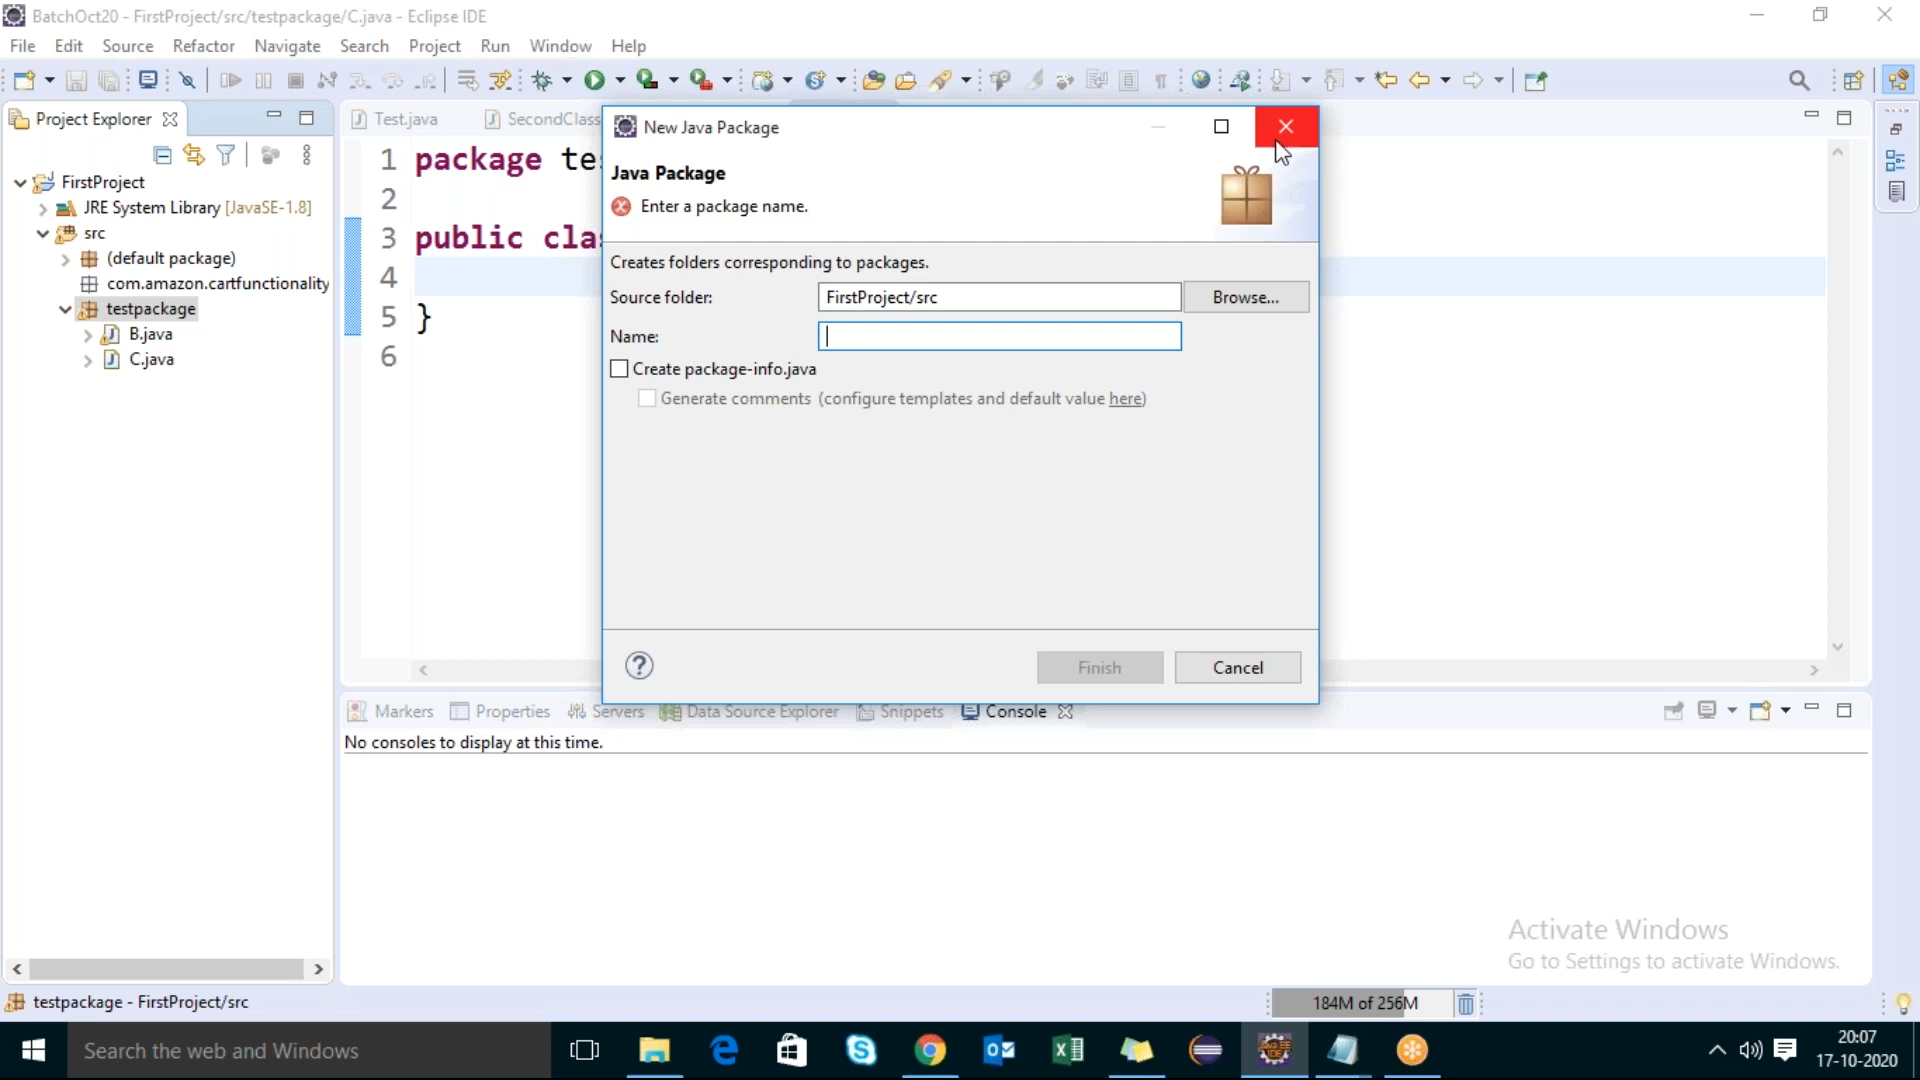 BatchOct20 - FirstProject/src/testpackage/C.java - Eclipse IDE
File Edit Source Refactor Navigate Search Project Run Window Help
Project Explorer
FirstProject
JRE System Library [JavaSE-1.8]
src
(default package)
com.amazon.cartfunctionality
testpackage
B.java
C.java
Test.java SecondClass
1 package te
2
3 public cla
4
5 }
6
New Java Package
Java Package
Enter a package name.
Creates folders corresponding to packages.
Source folder: FirstProject/src Browse...
Name:
Create package-info.java
Generate comments (configure templates and default value here)
? Finish Cancel
Markers Properties Servers Data Source Explorer Snippets Console
No consoles to display at this time.
Activate Windows
Go to Settings to activate Windows.
testpackage - FirstProject/src
184M of 256M
Search the web and Windows
20:07
17-10-2020